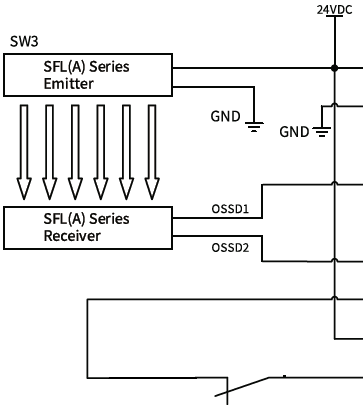 24VDC
SW3
SFL(A) Series
Emitter
GND
GND
SFL(A) Series
Receiver
OSSD1
OSSD2